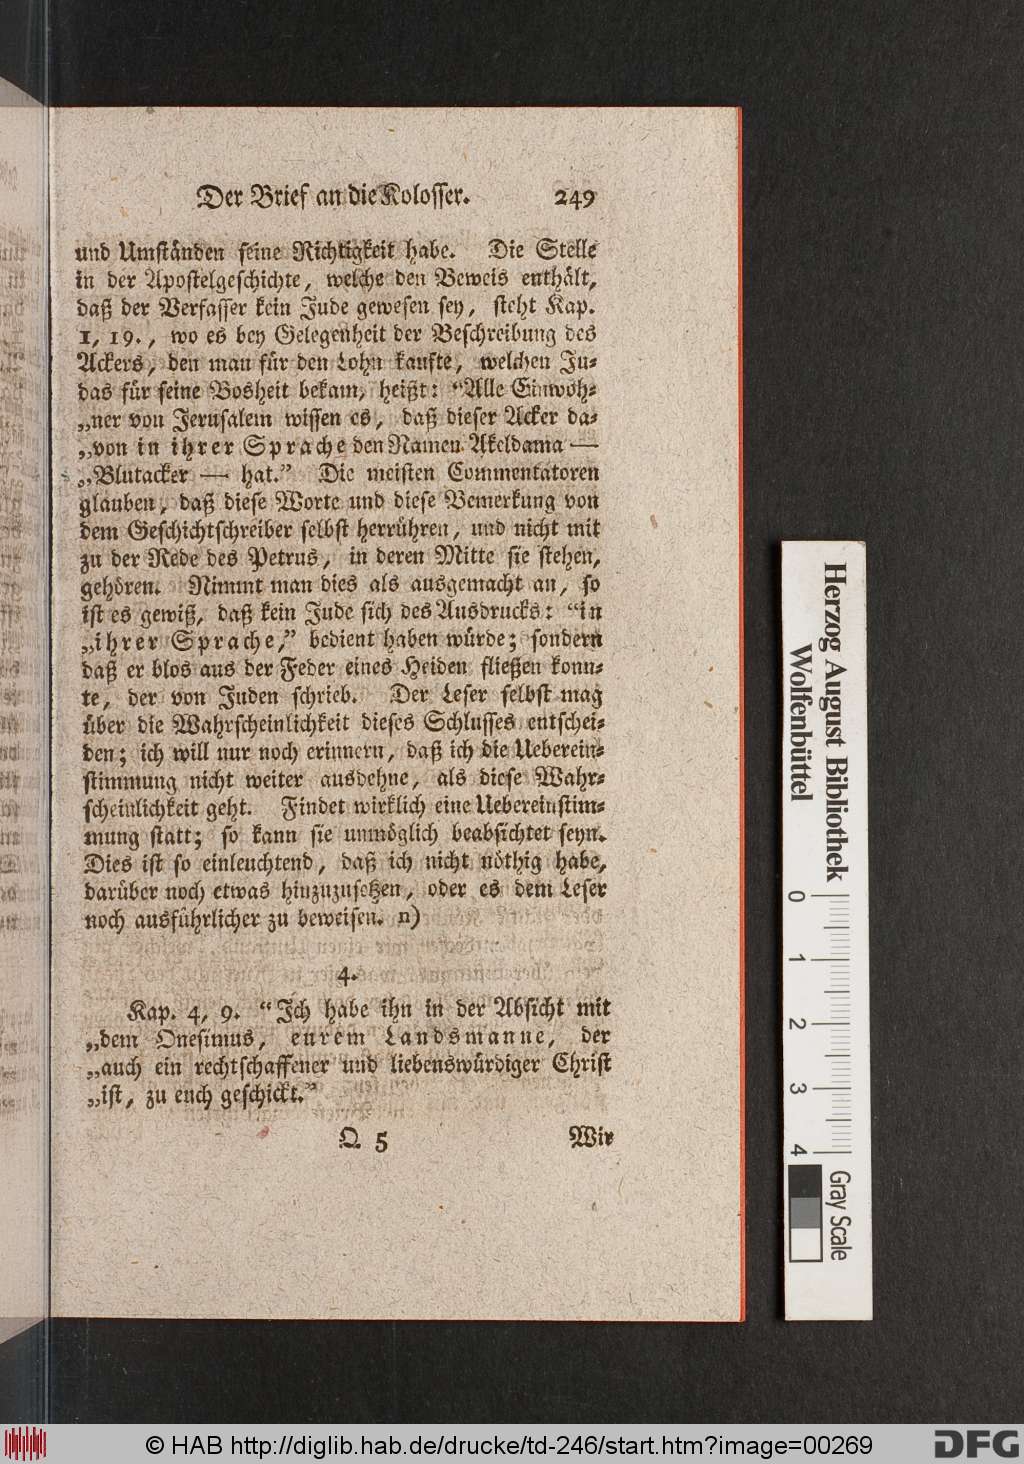 Der Brief an die Kolosser. 249
und Umständen seine Richtigkeit habe. Die Stelle
in der Apostelgeschichte, welche den Beweis enthält,
daß der Verfasser kein Jude gewesen sey, steht Kap.
1, 19., wo es bey Gelegenheit der Beschreibung des
Ackers, den man für den Lohn kaufte, welchen Ju-
das für seine Bosheit bekam, heißt: “Alle Einwoh-
„ner von Jerusalem wissen es, daß dieser Acker da-
„von in ihrer Sprache den Namen Akeldama —
„Blutacker — hat.” Die meisten Commentatoren
glauben, daß diese Worte und diese Bemerkung von
dem Geschichtschreiber selbst herrühren, und nicht mit
zu der Rede des Petrus, in deren Mitte sie stehen,
gehören. Nimmt man dies als ausgemacht an, so
ist es gewiß, daß kein Jude sich des Ausdrucks: “in
„ihrer Sprache,” bedient haben würde; sondern
daß er blos aus der Feder eines Heiden fließen konn-
te, der von Juden schrieb. Der Leser selbst mag
über die Wahrscheinlichkeit dieses Schlusses entschei-
den; ich will nur noch erinnern, daß ich die Ueberein-
stimmung nicht weiter ausdehne, als diese Wahr-
scheinlichkeit geht. Findet wirklich eine Uebereinstim-
mung statt; so kann sie unmöglich beabsichtet seyn.
Dies ist so einleuchtend, daß ich nicht nöthig habe,
darüber noch etwas hinzuzusetzen, oder es dem Leser
noch ausführlicher zu beweisen. n)
4.
Kap. 4, 9. “Ich habe ihn in der Absicht mit
„dem Onesimus, eurem Landsmanne, der
„auch ein rechtschaffener und liebenswürdiger Christ
„ist, zu euch geschickt.”
Q 5 Wir
Herzog August Bibliothek
Wolfenbüttel
0 1 2 3 4
Gray Scale
© HAB http://diglib.hab.de/drucke/td-246/start.htm?image=00269
DFG